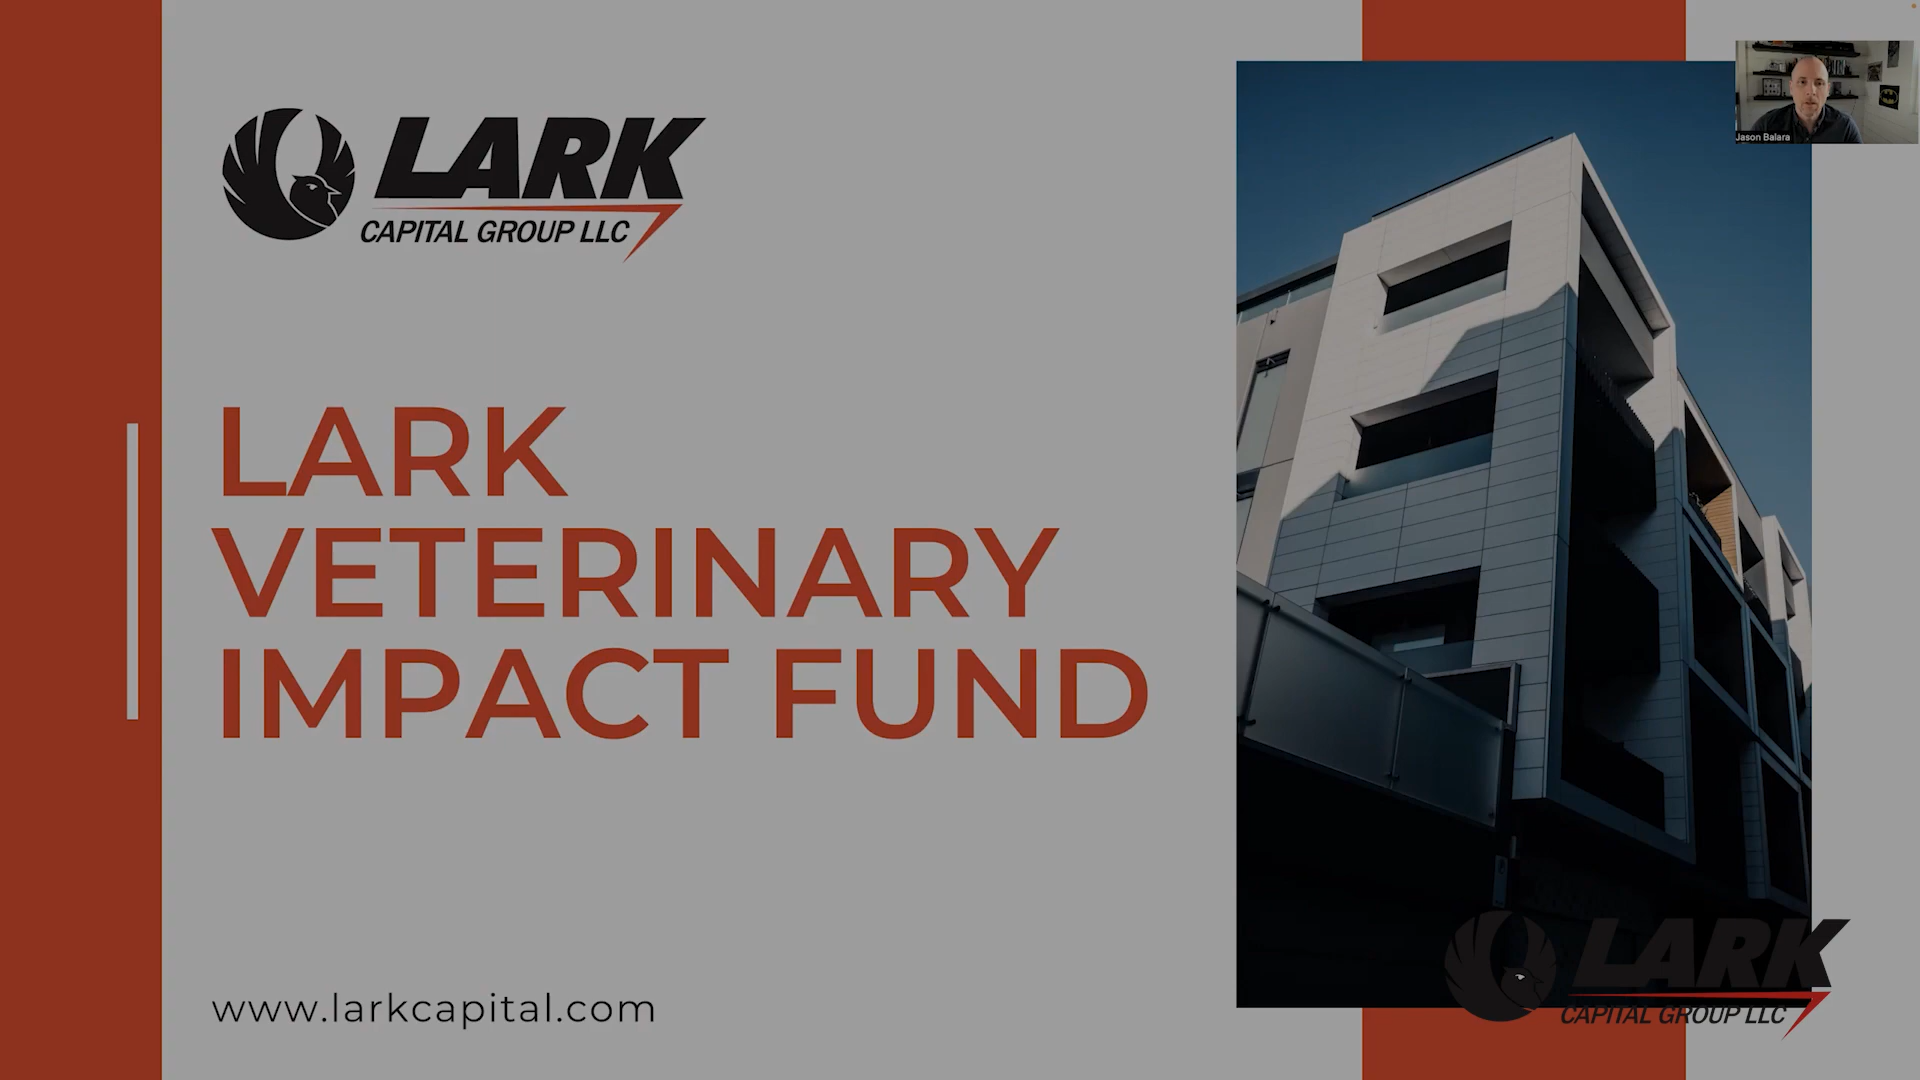 LARK
CAPITAL GROUP LLC
Jason Balara
LARK
VETERINARY
IMPACT FUND
www.larkcapital.com
LARK
CAPITAL GROUP LLC